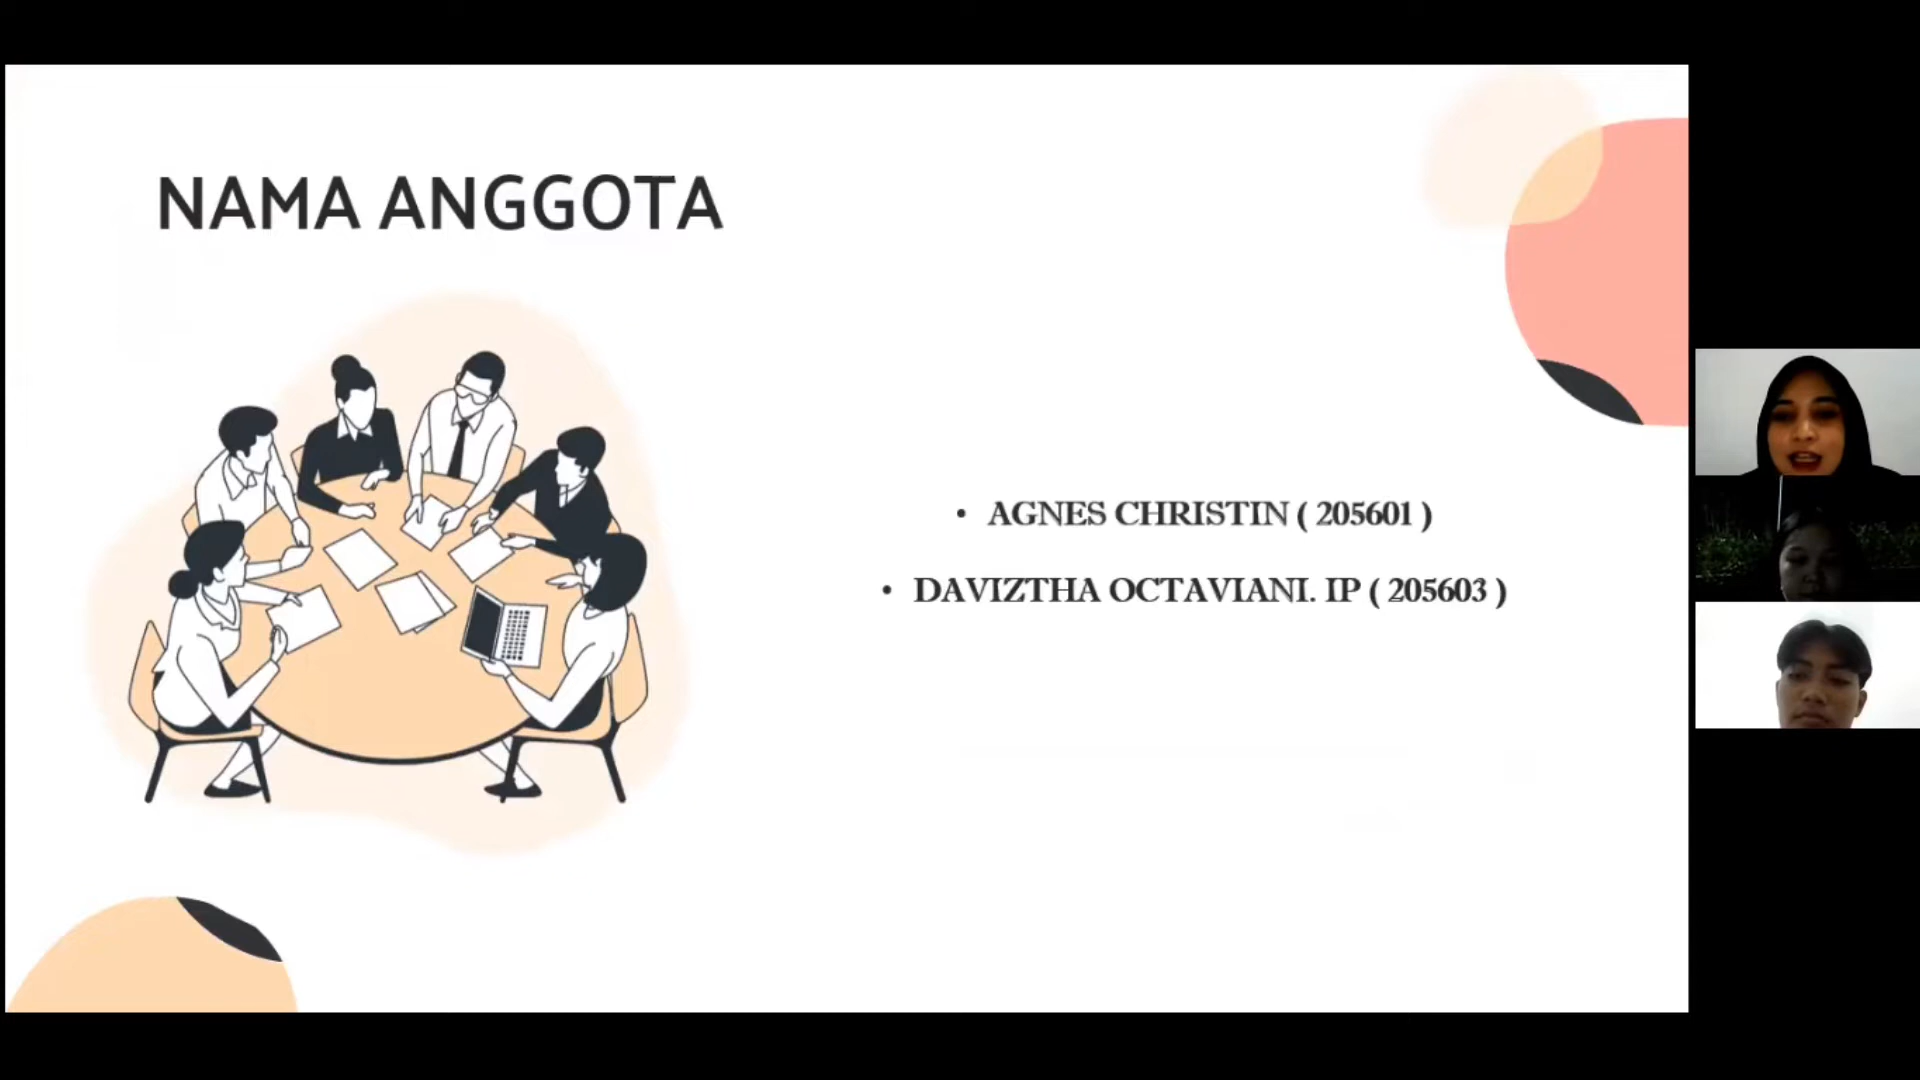 NAMA ANGGOTA
• AGNES CHRISTIN ( 205601 )
• DAVIZTHA OCTAVIANI. IP ( 205603 )